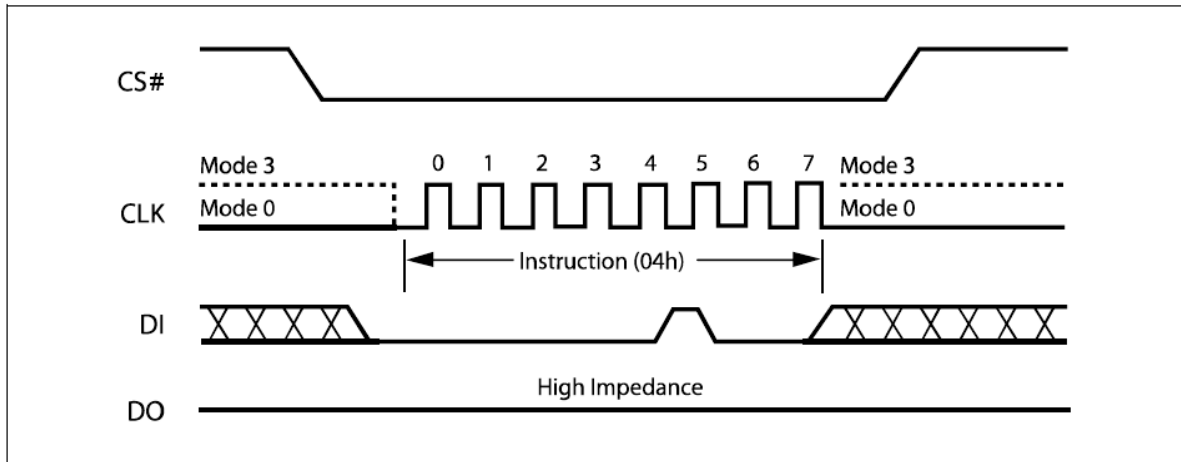 CS#
Mode 3 0 1 2 3 4 5 6 7 Mode 3
CLK Mode 0 Mode 0
Instruction (04h)
DI
High Impedance
DO